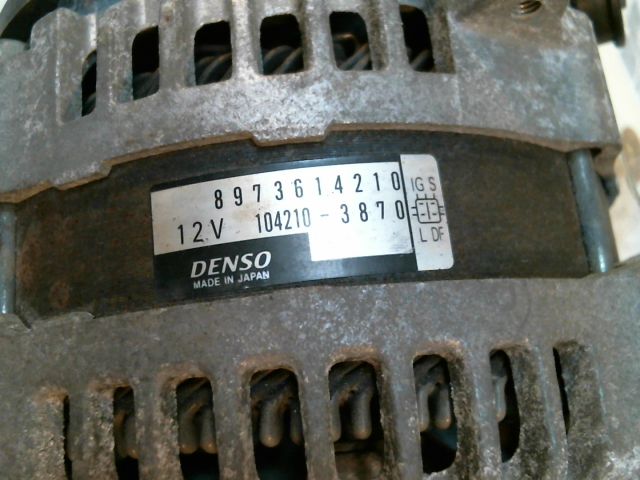 8973614210
12V 104210-3870
DENSO
MADE IN JAPAN
IG S
L DF